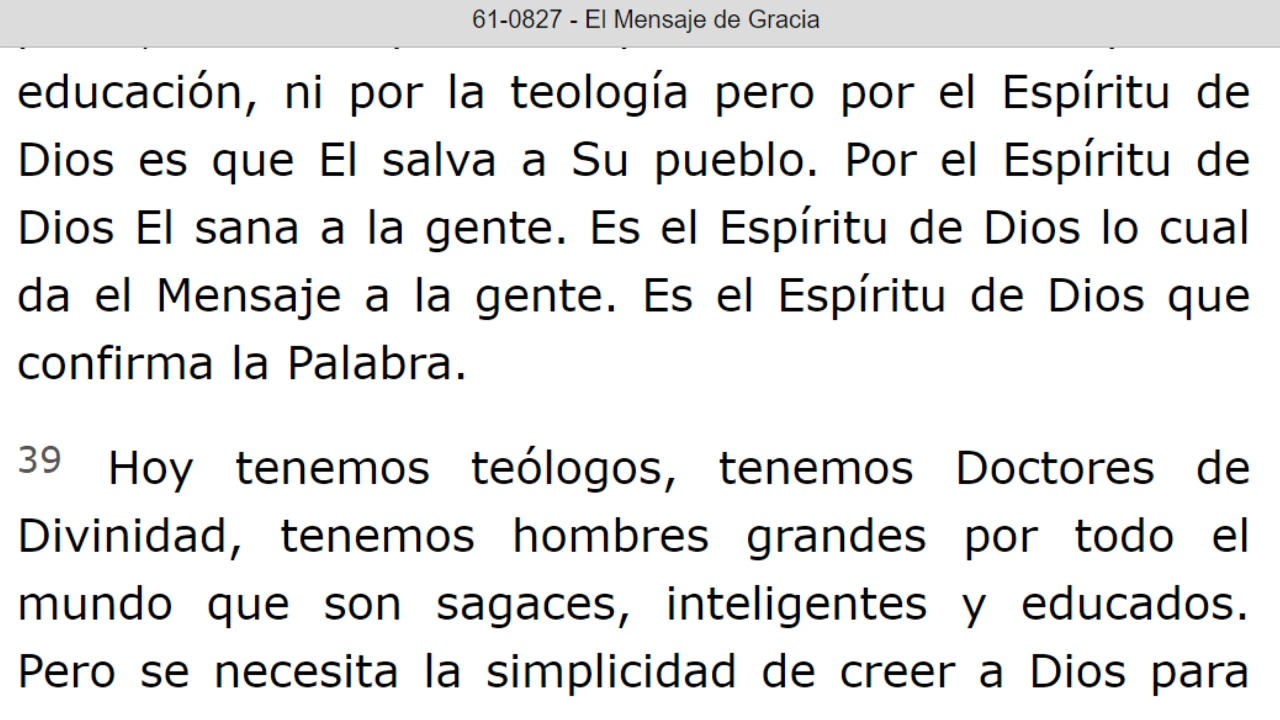 61-0827 - El Mensaje de Gracia
educación, ni por la teología pero por el Espíritu de
Dios es que El salva a Su pueblo. Por el Espíritu de
Dios El sana a la gente. Es el Espíritu de Dios lo cual
da el Mensaje a la gente. Es el Espíritu de Dios que
confirma la Palabra.
39 Hoy tenemos teólogos, tenemos Doctores de
Divinidad, tenemos hombres grandes por todo el
mundo que son sagaces, inteligentes y educados.
Pero se necesita la simplicidad de creer a Dios para